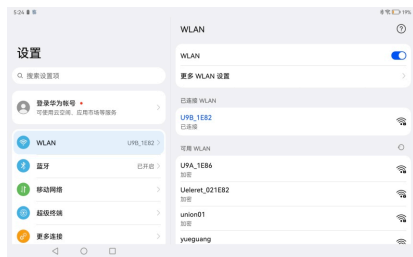 5:24
19%
设置
搜索设置项
登录华为帐号
可使用云空间、应用市场等服务
WLAN
U9B_1E82
蓝牙
已开启
移动网络
超级终端
更多连接
WLAN
WLAN
更多 WLAN 设置
已连接 WLAN
U9B_1E82
已连接
可用 WLAN
U9A_1E86
加密
Ueleret_021E82
加密
union01
加密
yueguang